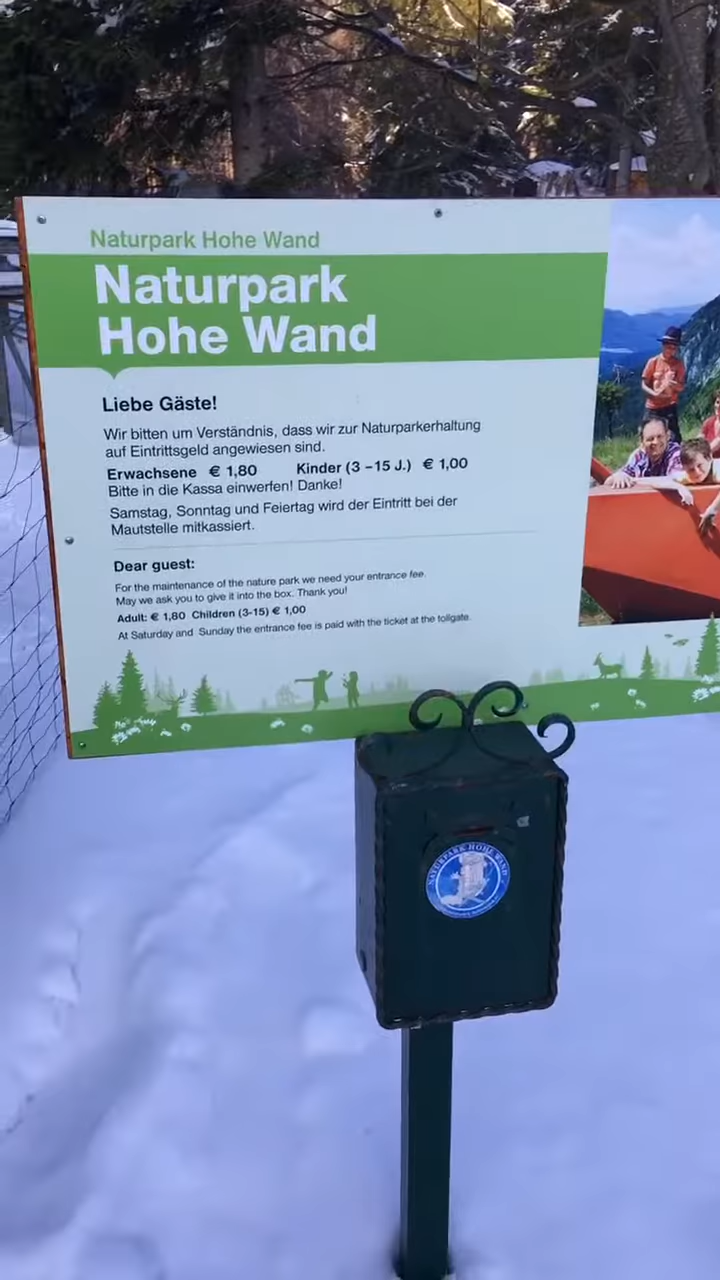 Naturpark Hohe Wand
Naturpark
Hohe Wand
Liebe Gäste!
Wir bitten um Verständnis, dass wir zur Naturparkerhaltung
auf Eintrittsgeld angewiesen sind.
Erwachsene € 1,80 Kinder (3 – 15 J.) € 1,00
Bitte in die Kassa einwerfen! Danke!
Samstag, Sonntag und Feiertag wird der Eintritt bei der
Mautstelle mitkassiert.
Dear guest:
For the maintenance of the nature park we need your entrance fee.
May we ask you to give it into the box. Thank you!
Adult: € 1,80 Children (3-15) € 1,00
At Saturday and Sunday the entrance fee is paid with the ticket at the tollgate.
NATURPARK HOHE WAND